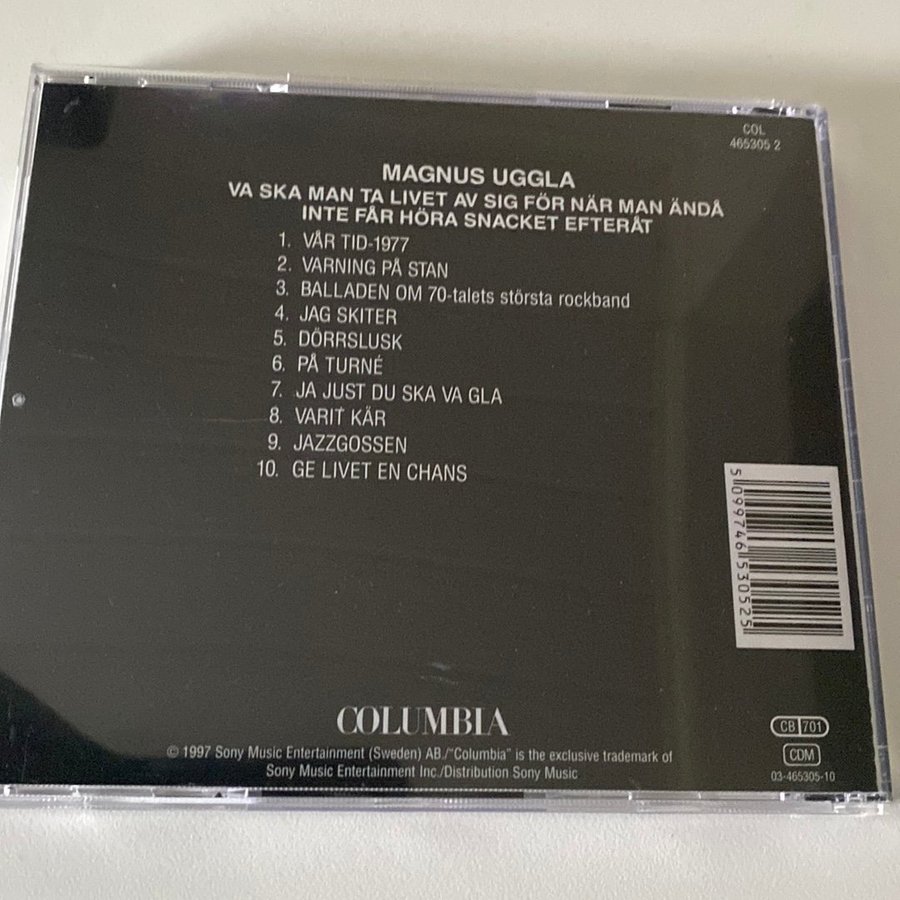 COL
465305 2
MAGNUS UGGLA
VA SKA MAN TA LIVET AV SIG FÖR NÄR MAN ÄNDÅ
INTE FÅR HÖRA SNACKET EFTERÅT
1. VÅR TID-1977
2. VARNING PÅ STAN
3. BALLADEN OM 70-talets största rockband
4. JAG SKITER
5. DÖRRSLUSK
6. PÅ TURNÉ
7. JA JUST DU SKA VA GLA
8. VARIT KÄR
9. JAZZGOSSEN
10. GE LIVET EN CHANS
5 099746 530525
COLUMBIA
CB 701
© 1997 Sony Music Entertainment (Sweden) AB./"Columbia" is the exclusive trademark of
Sony Music Entertainment Inc./Distribution Sony Music
CDM
03-465305-10